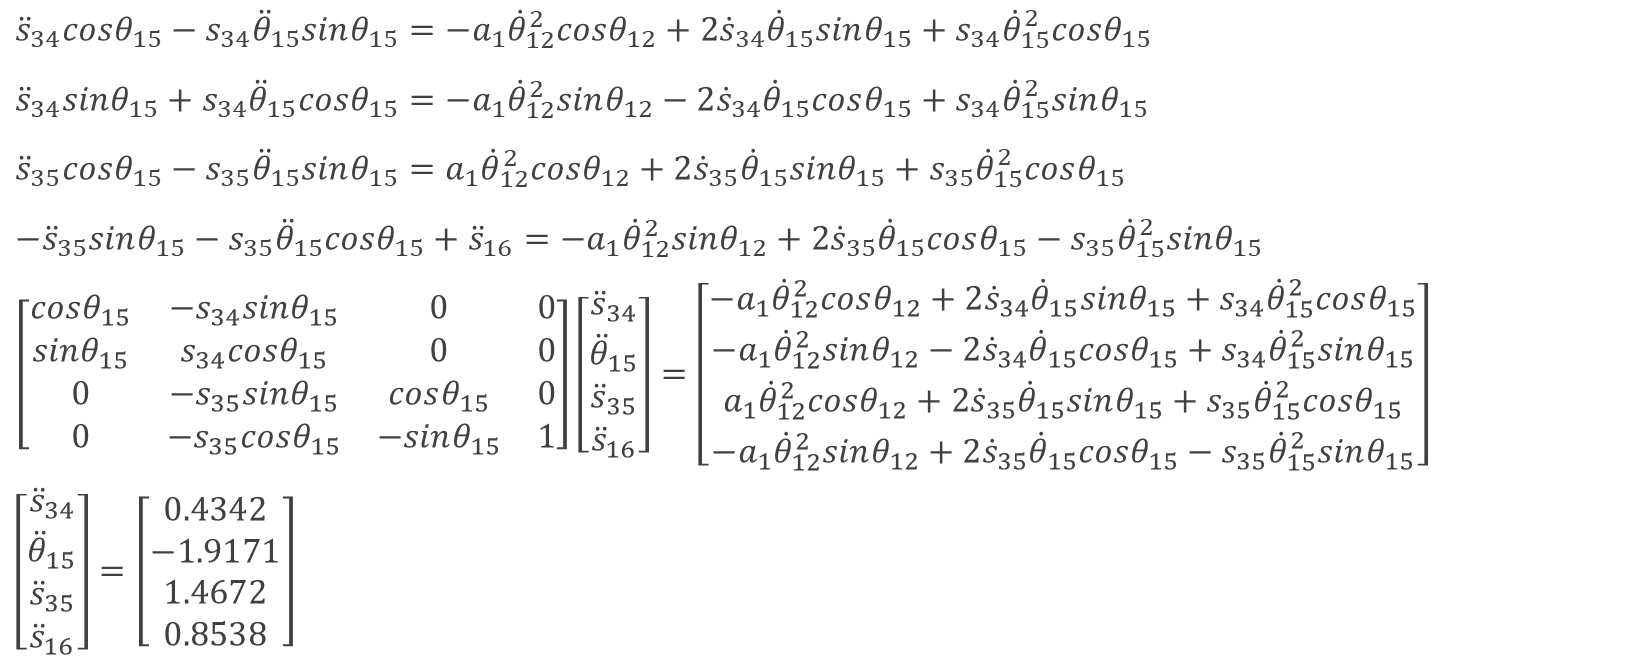 s̈₃₄cosθ₁₅ − s₃₄θ̈₁₅sinθ₁₅ = −a₁θ̇₁₂²cosθ₁₂ + 2ṡ₃₄θ̇₁₅sinθ₁₅ + s₃₄θ̇₁₅²cosθ₁₅
s̈₃₄sinθ₁₅ + s₃₄θ̈₁₅cosθ₁₅ = −a₁θ̇₁₂²sinθ₁₂ − 2ṡ₃₄θ̇₁₅cosθ₁₅ + s₃₄θ̇₁₅²sinθ₁₅
s̈₃₅cosθ₁₅ − s₃₅θ̈₁₅sinθ₁₅ = a₁θ̇₁₂²cosθ₁₂ + 2ṡ₃₅θ̇₁₅sinθ₁₅ + s₃₅θ̇₁₅²cosθ₁₅
−s̈₃₅sinθ₁₅ − s₃₅θ̈₁₅cosθ₁₅ + s̈₁₆ = −a₁θ̇₁₂²sinθ₁₂ + 2ṡ₃₅θ̇₁₅cosθ₁₅ − s₃₅θ̇₁₅²sinθ₁₅
[cosθ₁₅ −s₃₄sinθ₁₅ 0 0] [s̈₃₄] [−a₁θ̇₁₂²cosθ₁₂ + 2ṡ₃₄θ̇₁₅sinθ₁₅ + s₃₄θ̇₁₅²cosθ₁₅]
[sinθ₁₅ s₃₄cosθ₁₅ 0 0] [θ̈₁₅] = [−a₁θ̇₁₂²sinθ₁₂ − 2ṡ₃₄θ̇₁₅cosθ₁₅ + s₃₄θ̇₁₅²sinθ₁₅]
[0 −s₃₅sinθ₁₅ cosθ₁₅ 0] [s̈₃₅] [a₁θ̇₁₂²cosθ₁₂ + 2ṡ₃₅θ̇₁₅sinθ₁₅ + s₃₅θ̇₁₅²cosθ₁₅]
[0 −s₃₅cosθ₁₅ −sinθ₁₅ 1] [s̈₁₆] [−a₁θ̇₁₂²sinθ₁₂ + 2ṡ₃₅θ̇₁₅cosθ₁₅ − s₃₅θ̇₁₅²sinθ₁₅]
[s̈₃₄] [0.4342]
[θ̈₁₅] = [−1.9171]
[s̈₃₅] [1.4672]
[s̈₁₆] [0.8538]